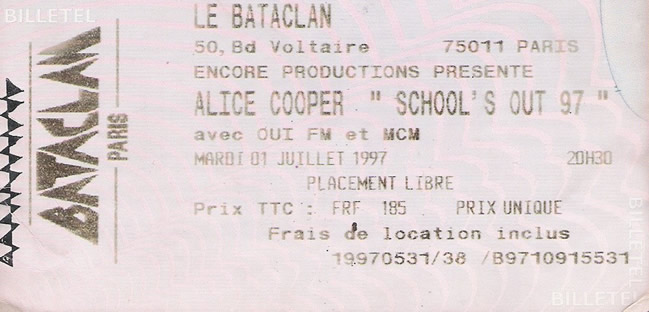 BILLETEL
LE BATACLAN
50, Bd Voltaire 75011 PARIS
ENCORE PRODUCTIONS PRESENTE
ALICE COOPER " SCHOOL'S OUT 97 "
avec OUI FM et MCM
MARDI 01 JUILLET 1997 20H30
PLACEMENT LIBRE
Prix TTC : FRF 185 PRIX UNIQUE
Frais de location inclus
19970531/38 /B9710915531
BATACLAN
PARIS
BILLETEL
BILLETEL
BILLETEL